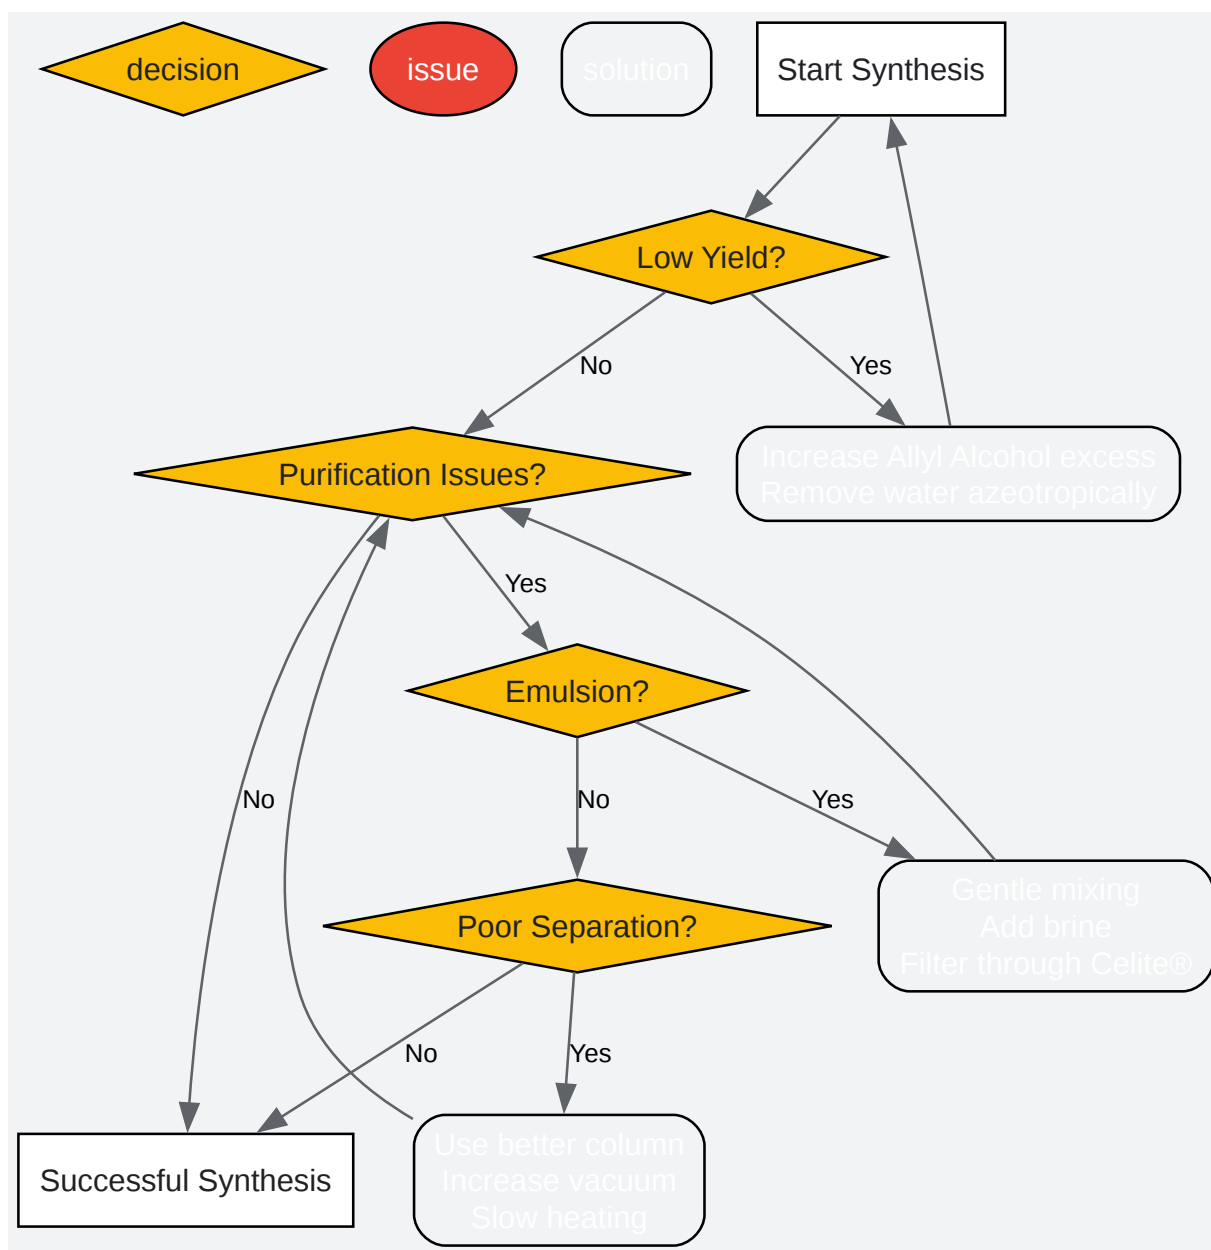 decision
issue
solution
Start Synthesis
Low Yield?
No
Yes
Purification Issues?
Increase Allyl Alcohol excess
Remove water azeotropically
Yes
Emulsion?
No
No
Yes
Gentle mixing
Add brine
Filter through Celite®
Poor Separation?
No
Yes
Successful Synthesis
Use better column
Increase vacuum
Slow heating